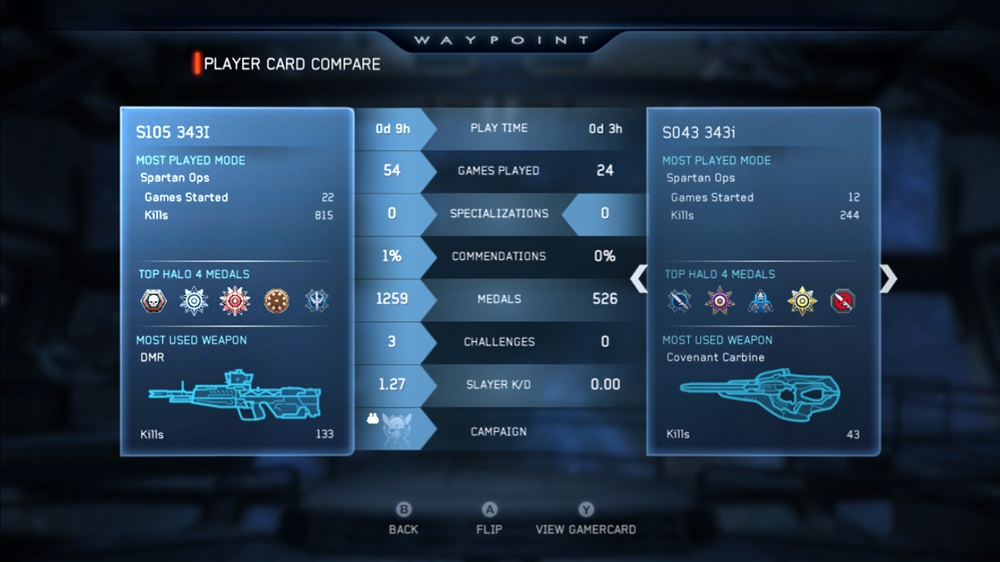 WAYPOINT
PLAYER CARD COMPARE
S105 343I
MOST PLAYED MODE
Spartan Ops
Games Started 22
Kills 815
TOP HALO 4 MEDALS
MOST USED WEAPON
DMR
Kills 133
0d 9h PLAY TIME 0d 3h
54 GAMES PLAYED 24
0 SPECIALIZATIONS 0
1% COMMENDATIONS 0%
1259 MEDALS 526
3 CHALLENGES 0
1.27 SLAYER K/D 0.00
CAMPAIGN
S043 343i
MOST PLAYED MODE
Spartan Ops
Games Started 12
Kills 244
TOP HALO 4 MEDALS
MOST USED WEAPON
Covenant Carbine
Kills 43
B A Y
BACK FLIP VIEW GAMERCARD